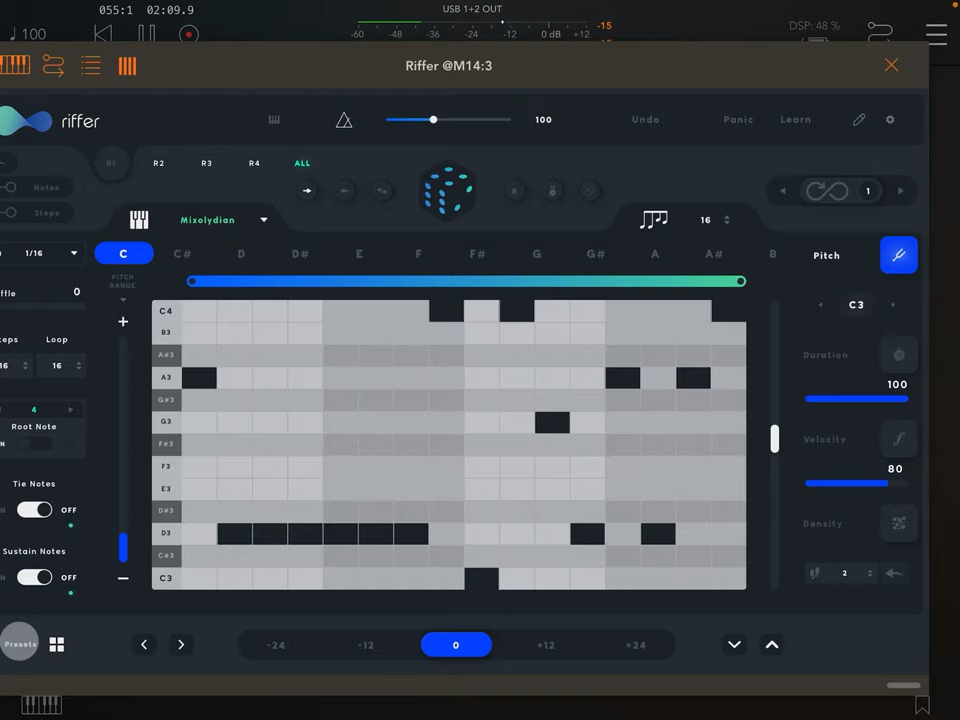 USB 1+2 OUT
055:1 02:09.9
♩100
-60 -48 -36 -24 -12 0 dB +12
-15
DSP: 48 %
Riffer @M14:3
riffer
100
Undo
Panic
Learn
R1 R2 R3 R4 ALL
Notes
Steps
R
1
Mixolydian
16
1/16
C C# D D# E F F# G G# A A# B
Pitch
PITCH
RANGE
ffle 0
C4
C3
B3
Loop
16
16
A#3
Duration
A3
100
G#3
4
Root Note
G3
F#3
Velocity
F3
80
Tie Notes
E3
OFF
D#3
Density
D3
Sustain Notes
C#3
OFF
C3
2
Presets
-24 -12 0 +12 +24